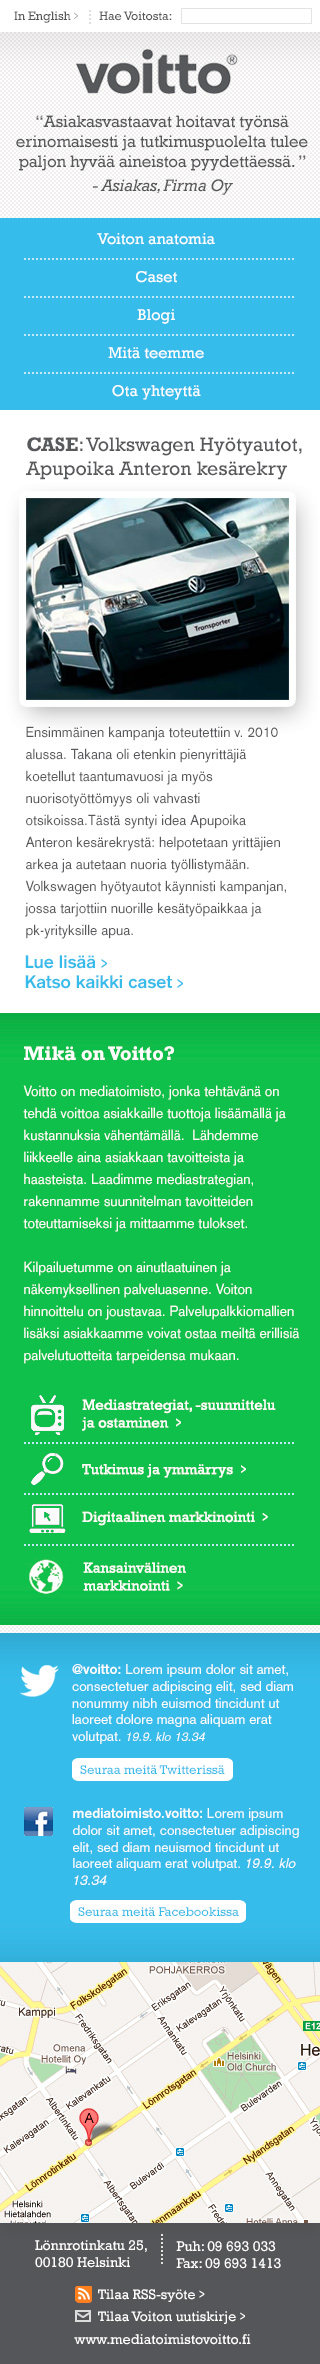 In English >
Hae Voitosta:
voitto®
“Asiakasvastaavat hoitavat työnsä
erinomaisesti ja tutkimuspuolelta tulee
paljon hyvää aineistoa pyydettäessä. ”
- Asiakas, Firma Oy
Voiton anatomia
Caset
Blogi
Mitä teemme
Ota yhteyttä
CASE: Volkswagen Hyötyautot,
Apupoika Anteron kesärekry
Transporter
Ensimmäinen kampanja toteutettiin v. 2010
alussa. Takana oli etenkin pienyrittäjiä
koetellut taantumavuosi ja myös
nuorisotyöttömyys oli vahvasti
otsikoissa.Tästä syntyi idea Apupoika
Anteron kesärekrystä: helpotetaan yrittäjien
arkea ja autetaan nuoria työllistymään.
Volkswagen hyötyautot käynnisti kampanjan,
jossa tarjottiin nuorille kesätyöpaikkaa ja
pk-yrityksille apua.
Lue lisää >
Katso kaikki caset >
Mikä on Voitto?
Voitto on mediatoimisto, jonka tehtävänä on
tehdä voittoa asiakkaille tuottoja lisäämällä ja
kustannuksia vähentämällä. Lähdemme
liikkeelle aina asiakkaan tavoitteista ja
haasteista. Laadimme mediastrategian,
rakennamme suunnitelman tavoitteiden
toteuttamiseksi ja mittaamme tulokset.
Kilpailuetumme on ainutlaatuinen ja
näkemyksellinen palveluasenne. Voiton
hinnoittelu on joustavaa. Palvelupalkkiomallien
lisäksi asiakkaamme voivat ostaa meiltä erillisiä
palvelutuotteita tarpeidensa mukaan.
Mediastrategiat, -suunnittelu
ja ostaminen >
Tutkimus ja ymmärrys >
Digitaalinen markkinointi >
Kansainvälinen
markkinointi >
@voitto: Lorem ipsum dolor sit amet,
consectetuer adipiscing elit, sed diam
nonummy nibh euismod tincidunt ut
laoreet dolore magna aliquam erat
volutpat. 19.9. klo 13.34
Seuraa meitä Twitterissä
mediatoimisto.voitto: Lorem ipsum
dolor sit amet, consectetuer adipiscing
elit, sed diam neuismod tincidunt ut
laoreet aliquam erat volutpat. 19.9. klo
13.34
Seuraa meitä Facebookissa
POHJAKERROS
Kamppi
Folkskolegatan
Eriksgatan
Kalevagatan
Yrjönkatu
Fredriksgatan
Annankatu
E12
Omena
Hotellit Oy
Helsinki
Old Church
He
Kalevankatu
Lönnrotsgatan
Bulevarden
Albertinkatu
Kalevagatan
A
Lönnrotinkatu
Bulevardi
Nylandsgatan
Albertsgatan
Annankatu
Yrjönkatu
Helsinki
Hietalahden
Hotelli Anna
Lönnrotinkatu 25,
00180 Helsinki
Puh: 09 693 033
Fax: 09 693 1413
Tilaa RSS-syöte >
Tilaa Voiton uutiskirje >
www.mediatoimistovoitto.fi